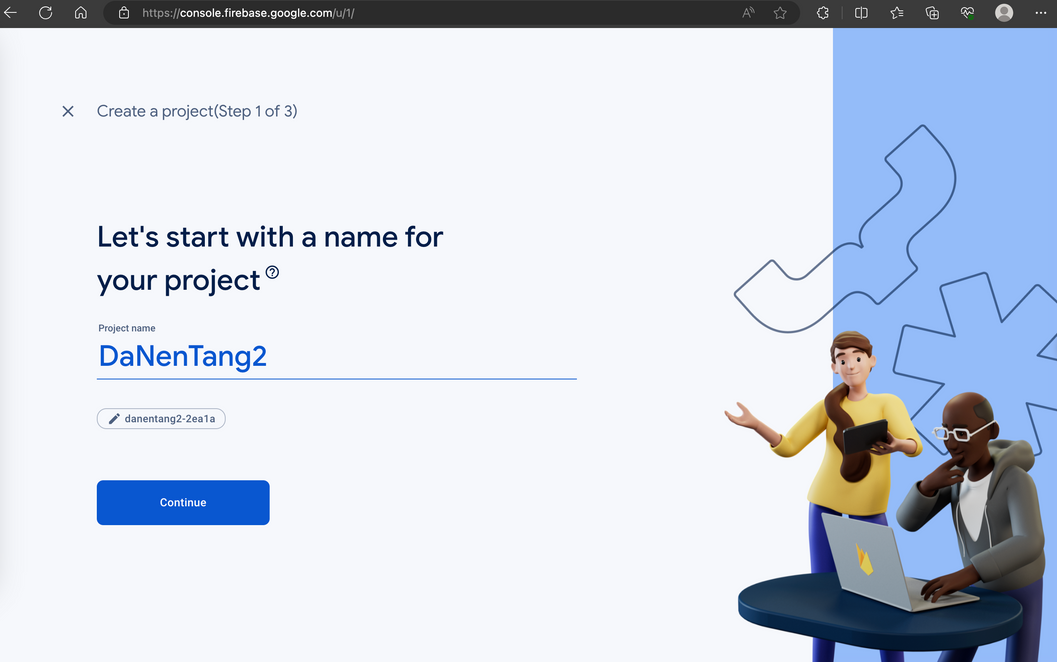 https://console.firebase.google.com/u/1/
Create a project(Step 1 of 3)
Let's start with a name for
your project
Project name
DaNenTang2
danentang2-2ea1a
Continue